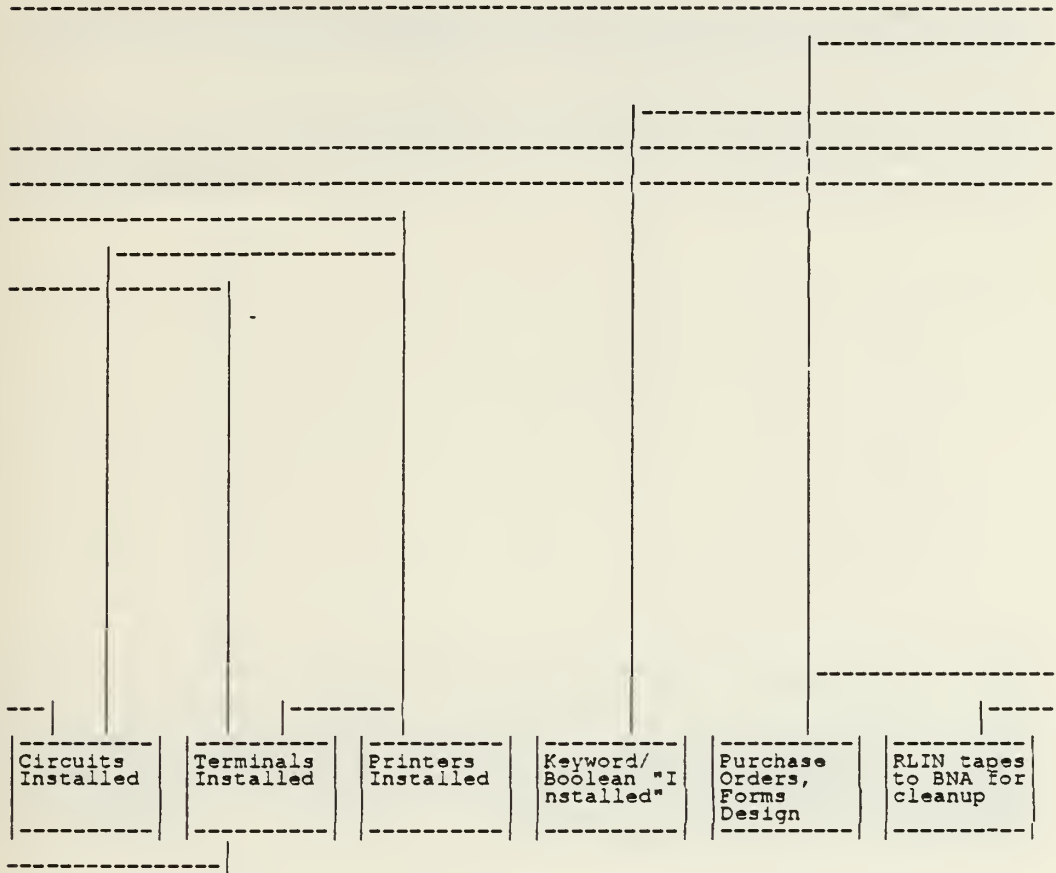 Circuits
Installed
Terminals
Installed
Printers
Installed
Keyword/
Boolean "I
nstalled"
Purchase
Orders,
Forms
Design
RLIN tapes
to BNA for
cleanup